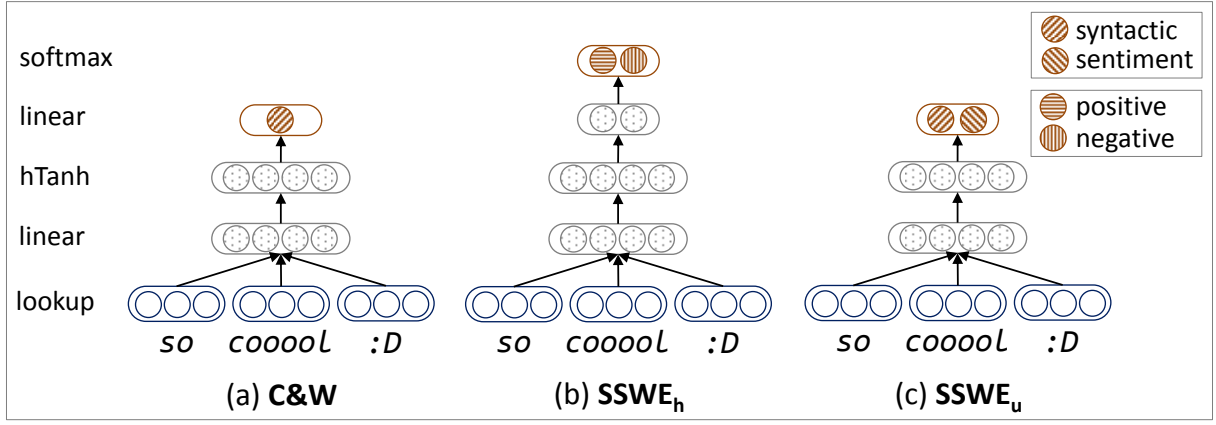 softmax
linear
hTanh
linear
lookup
so cooool :D
so cooool :D
so cooool :D
(a) C&W
(b) SSWEh
(c) SSWEu
syntactic
sentiment
positive
negative